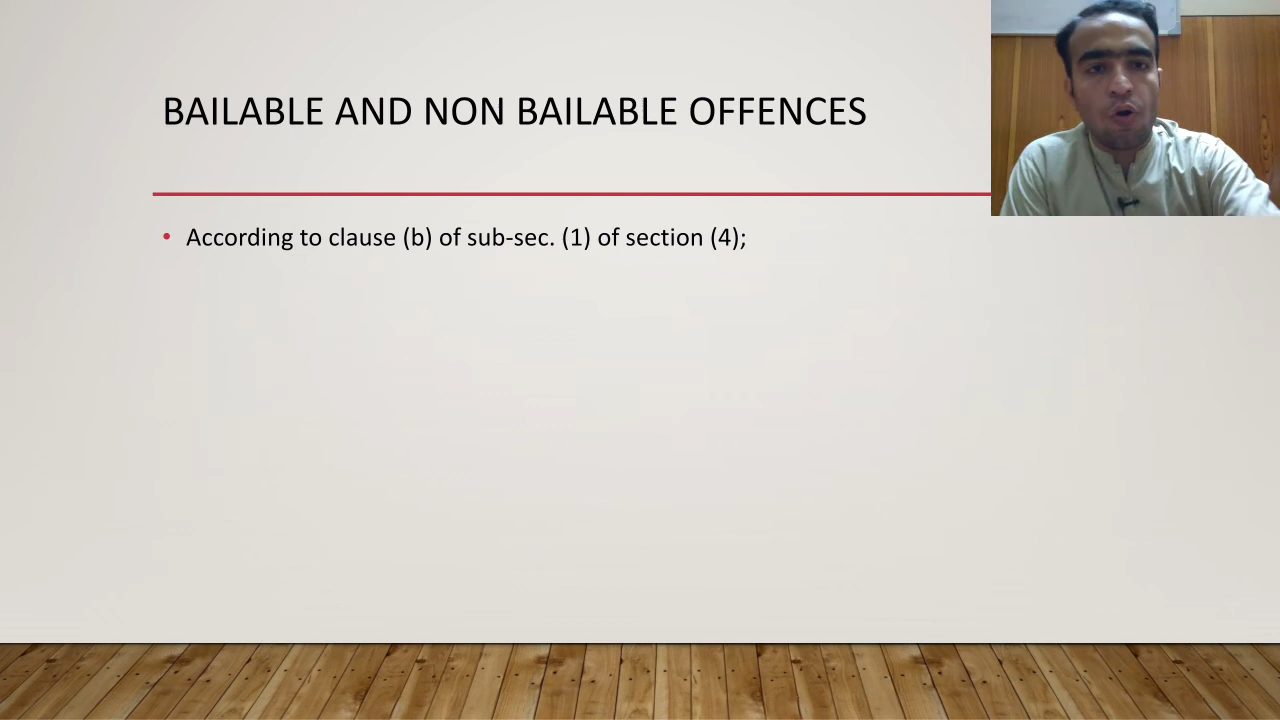 BAILABLE AND NON BAILABLE OFFENCES
• According to clause (b) of sub-sec. (1) of section (4);